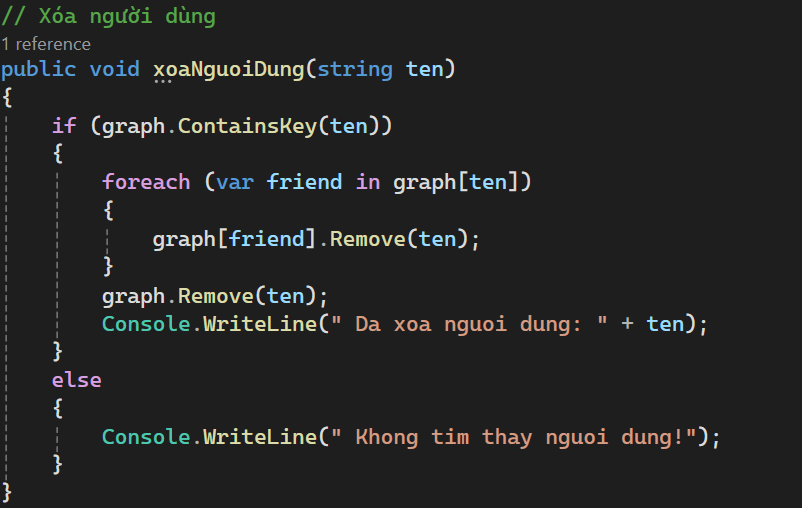 // Xóa người dùng
1 reference
public void xoaNguoiDung(string ten)
{
    if (graph.ContainsKey(ten))
    {
        foreach (var friend in graph[ten])
        {
            graph[friend].Remove(ten);
        }
        graph.Remove(ten);
        Console.WriteLine(" Da xoa nguoi dung: " + ten);
    }
    else
    {
        Console.WriteLine(" Khong tim thay nguoi dung!");
    }
}